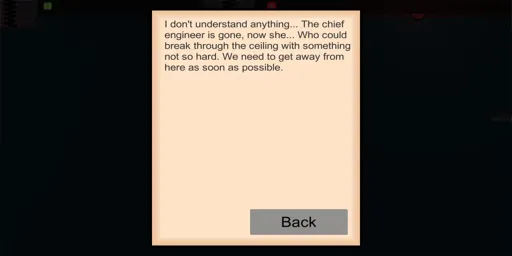 I don't understand anything... The chief
engineer is gone, now she... Who could
break through the ceiling with something
not so hard. We need to get away from
here as soon as possible.
Back